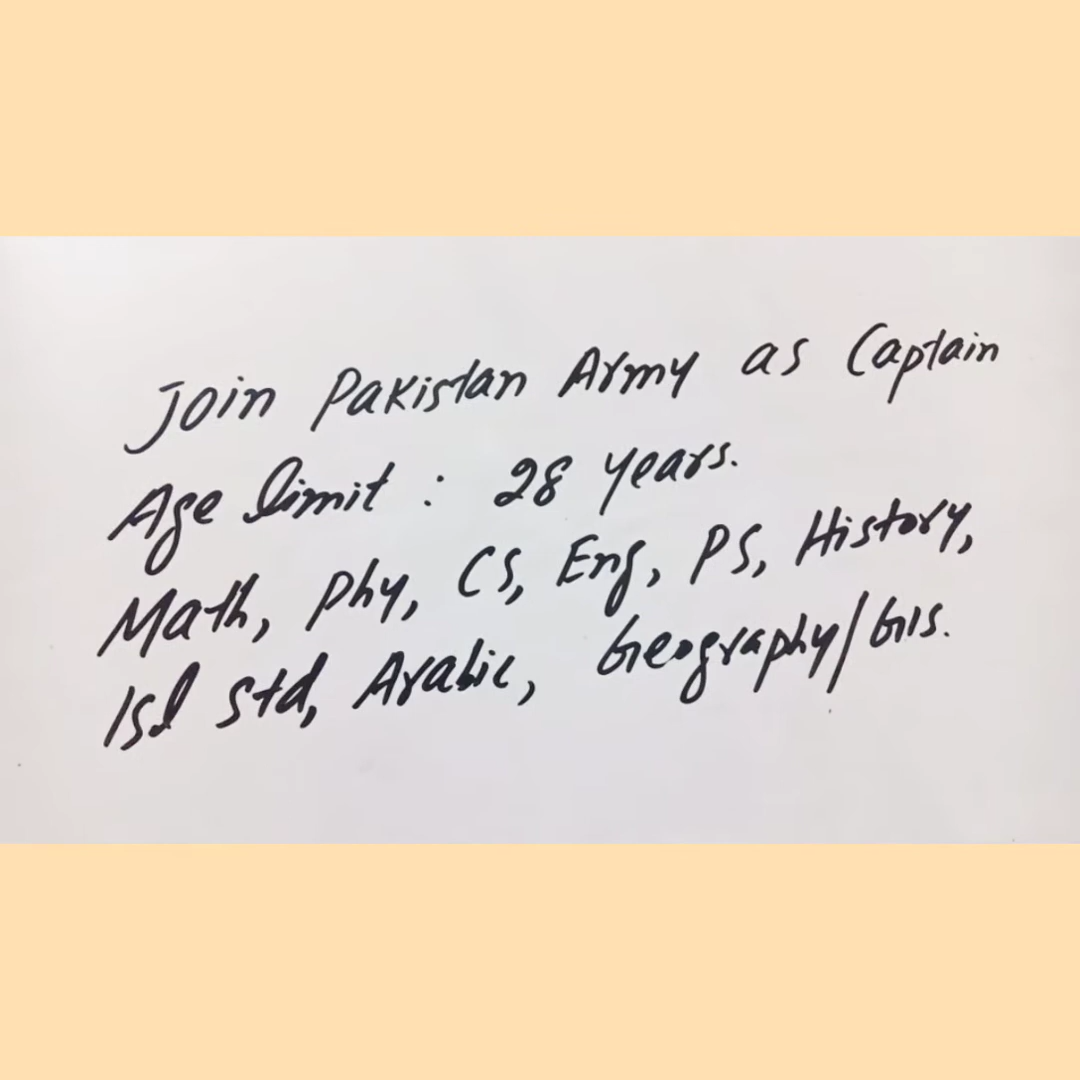 Join Pakistan Army as Captain
Age limit : 28 years.
Math, Phy, CS, Eng, PS, History,
Isl Std, Arabic, Geography/GIS.